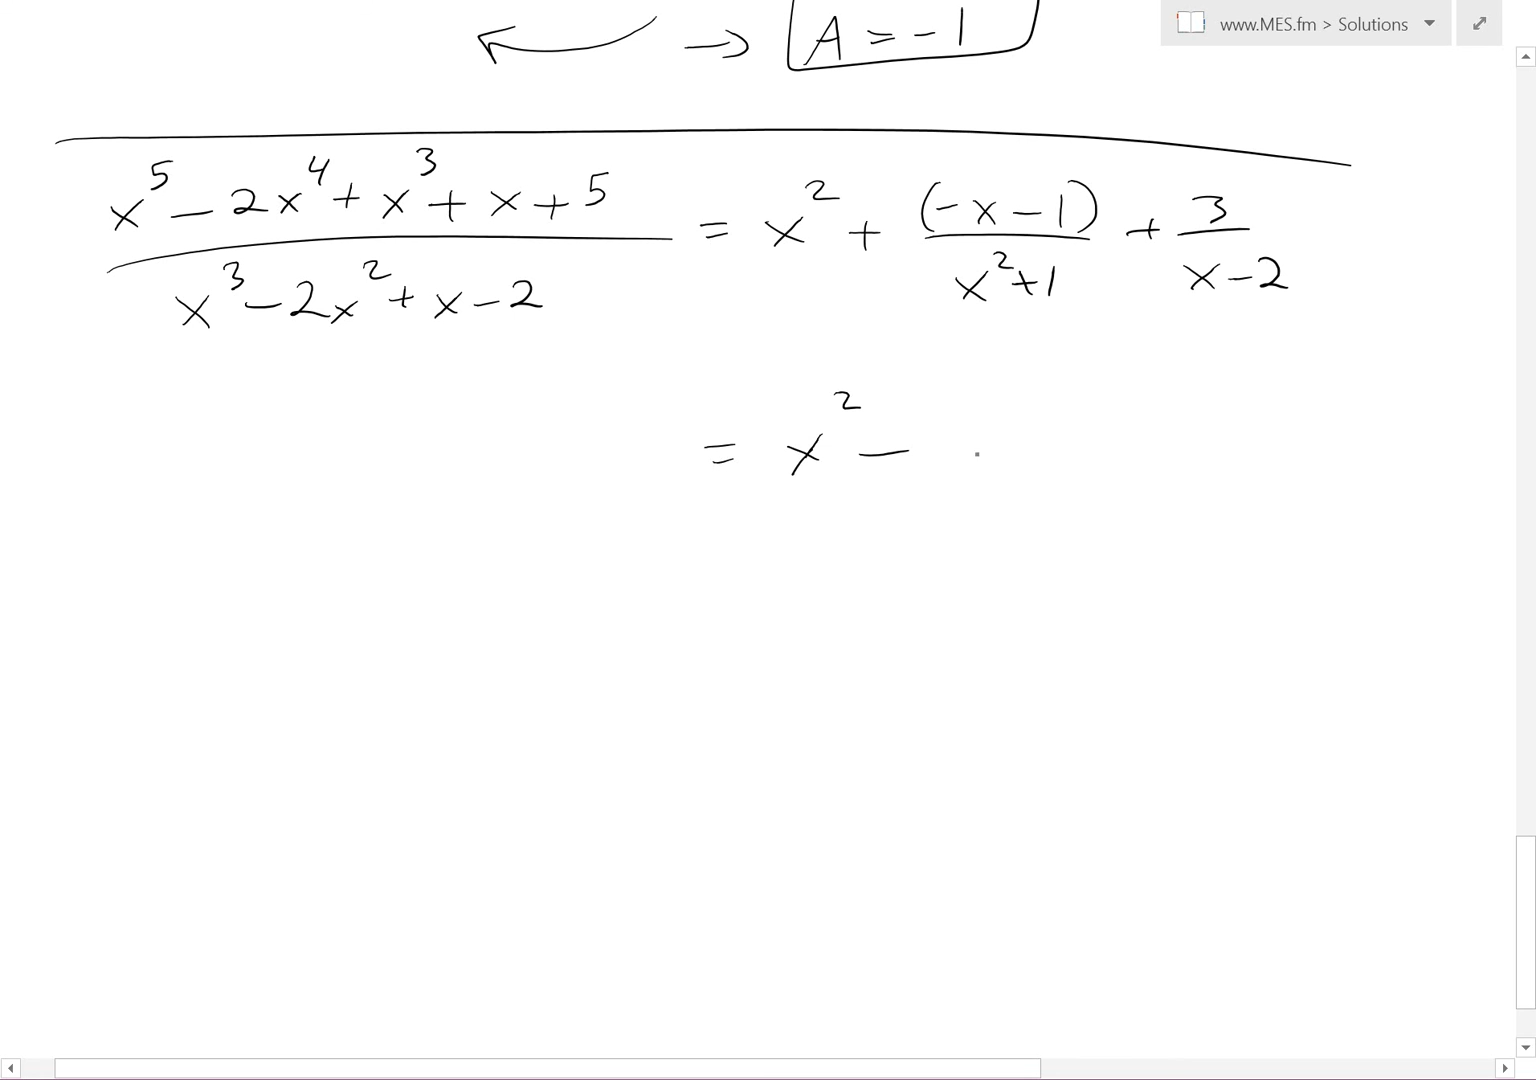 A = -1
www.MES.fm > Solutions
x^5 - 2x^4 + x^3 + x + 5 / x^3 - 2x^2 + x - 2 = x^2 + (-x - 1) / x^2 + 1 + 3 / x - 2
= x^2 -